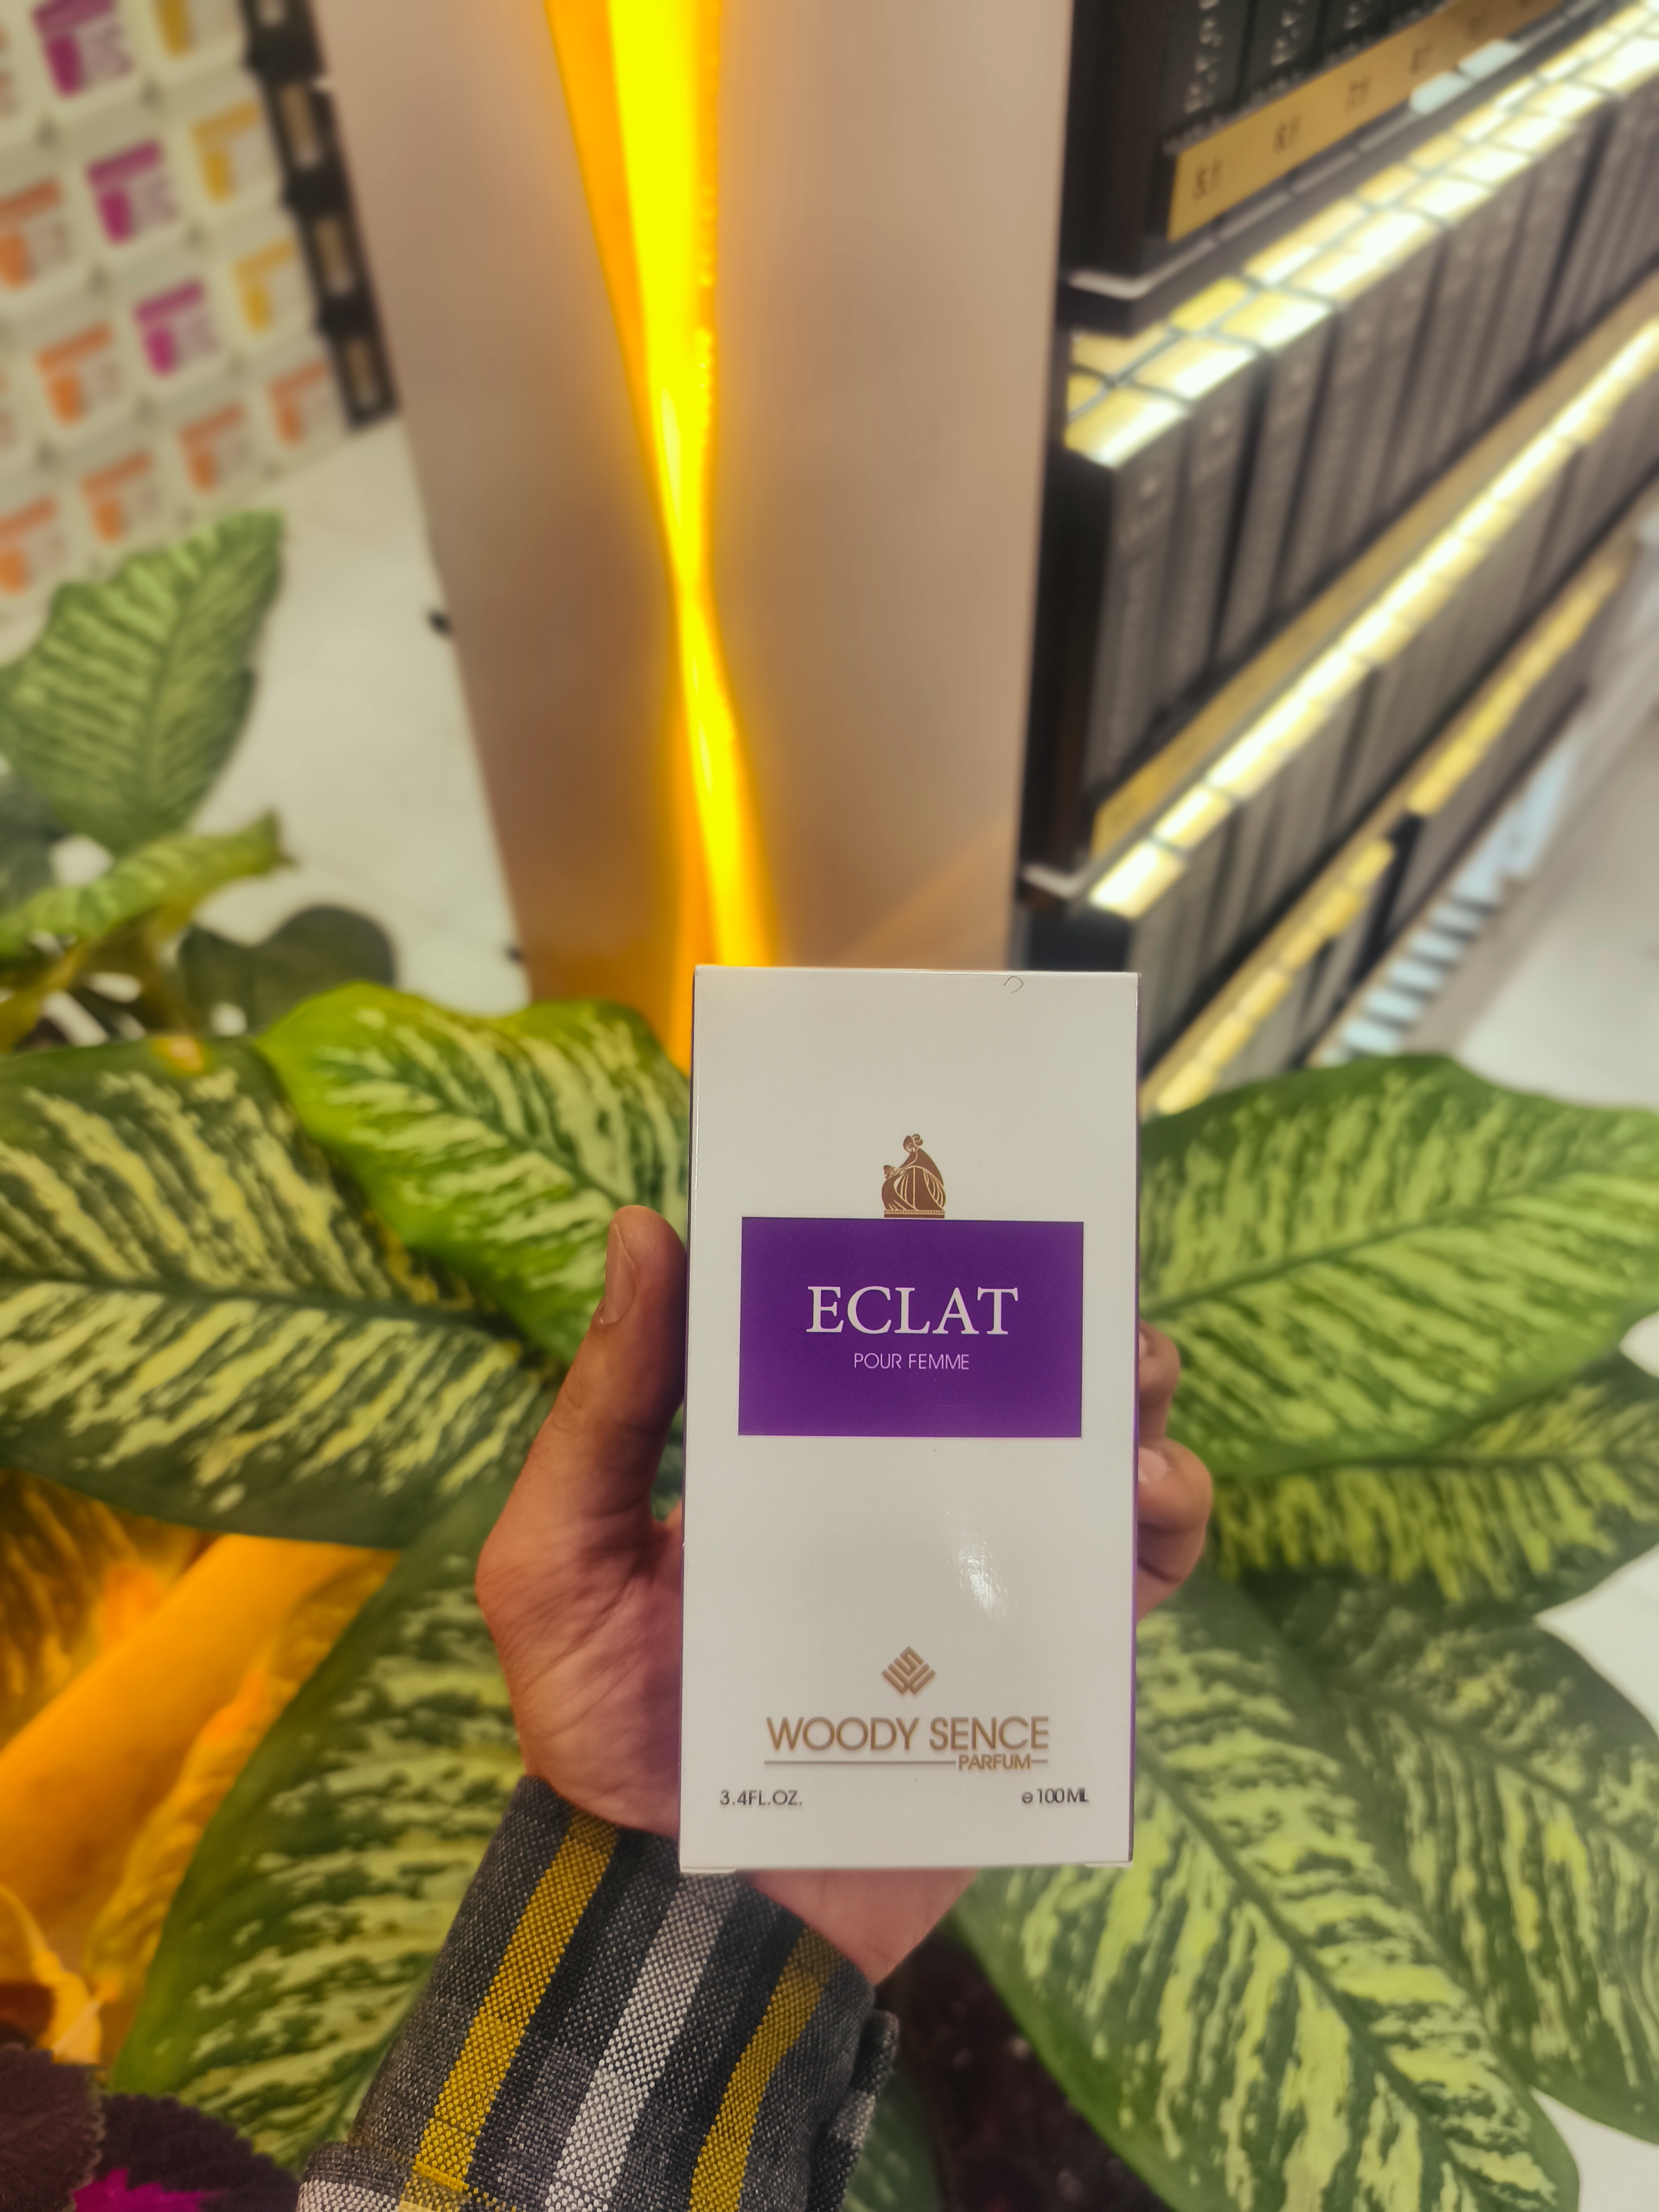 ECLAT
POUR FEMME
WOODY SENCE
PARFUM
3.4FL.OZ.
℮100ML